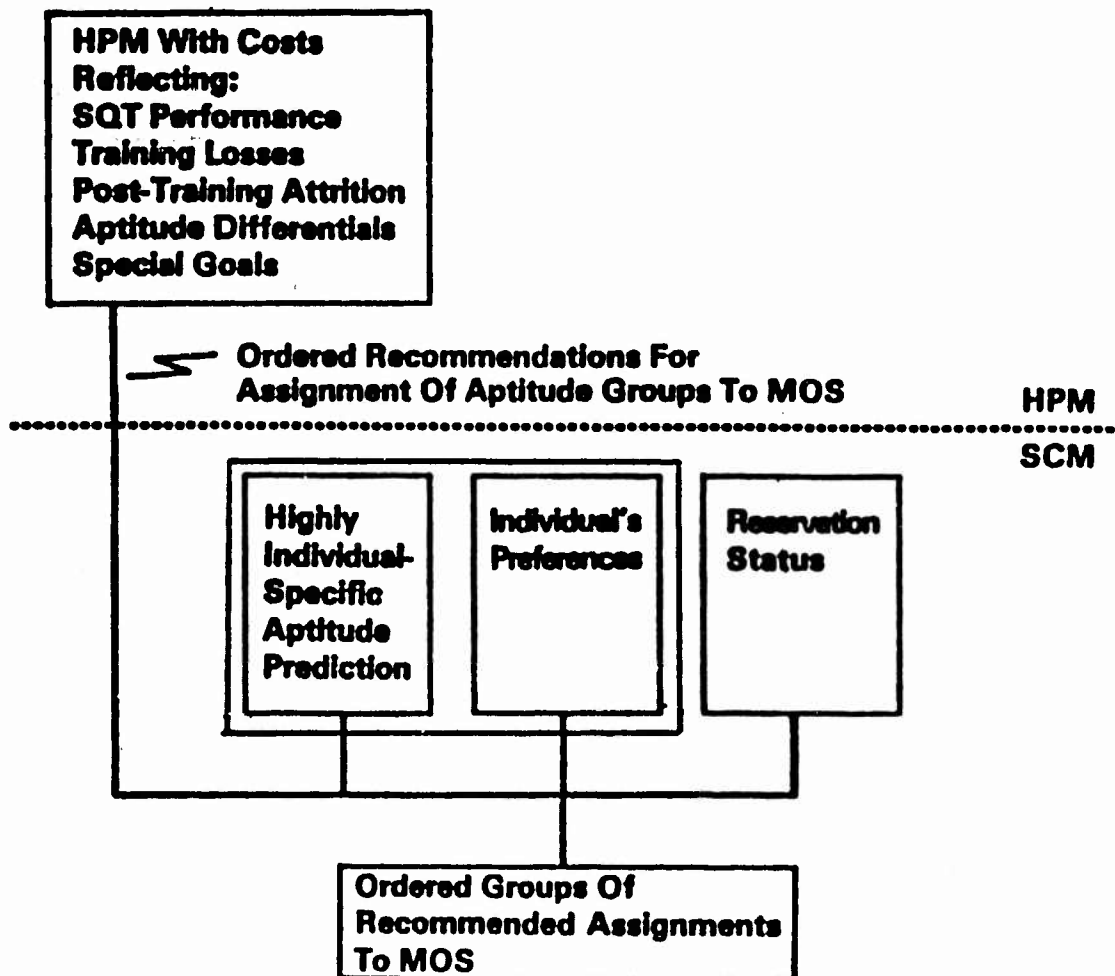 HPM With Costs
Reflecting:
SQT Performance
Training Losses
Post-Training Attrition
Aptitude Differentials
Special Goals
Ordered Recommendations For
Assignment Of Aptitude Groups To MOS
HPM
SCM
Highly
Individual-
Specific
Aptitude
Prediction
Individual's
Preferences
Reservation
Status
Ordered Groups Of
Recommended Assignments
To MOS